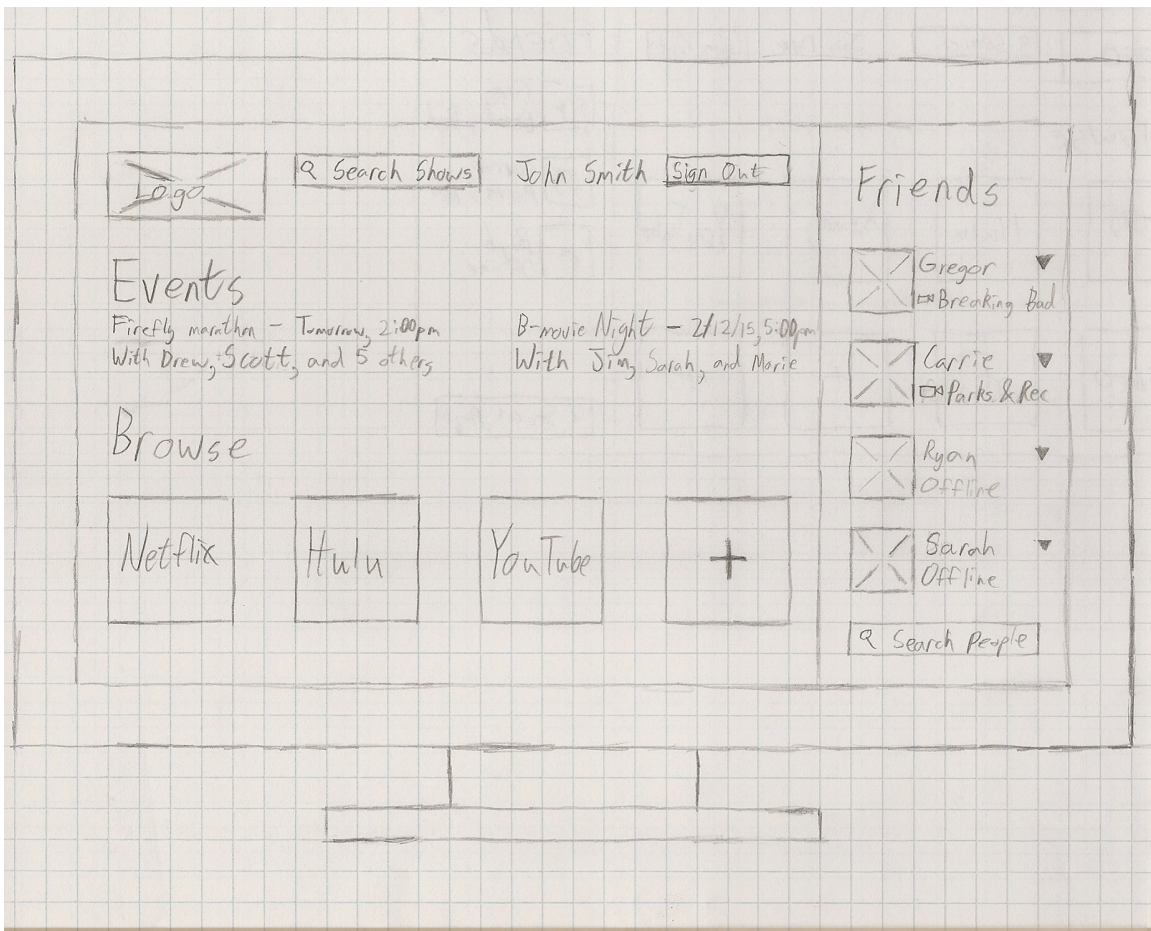 Logo
Search Shows
John Smith
Sign Out
Events
Firefly marathon - Tomorrow, 2:00pm
With Drew, Scott, and 5 others
B-movie Night - 2/12/15, 5:00pm
With Jim, Sarah, and Marie
Browse
Netflix
Hulu
YouTube
+
Friends
Gregor
Breaking Bad
Carrie
Parks & Rec
Ryan
Offline
Sarah
Offline
Search People